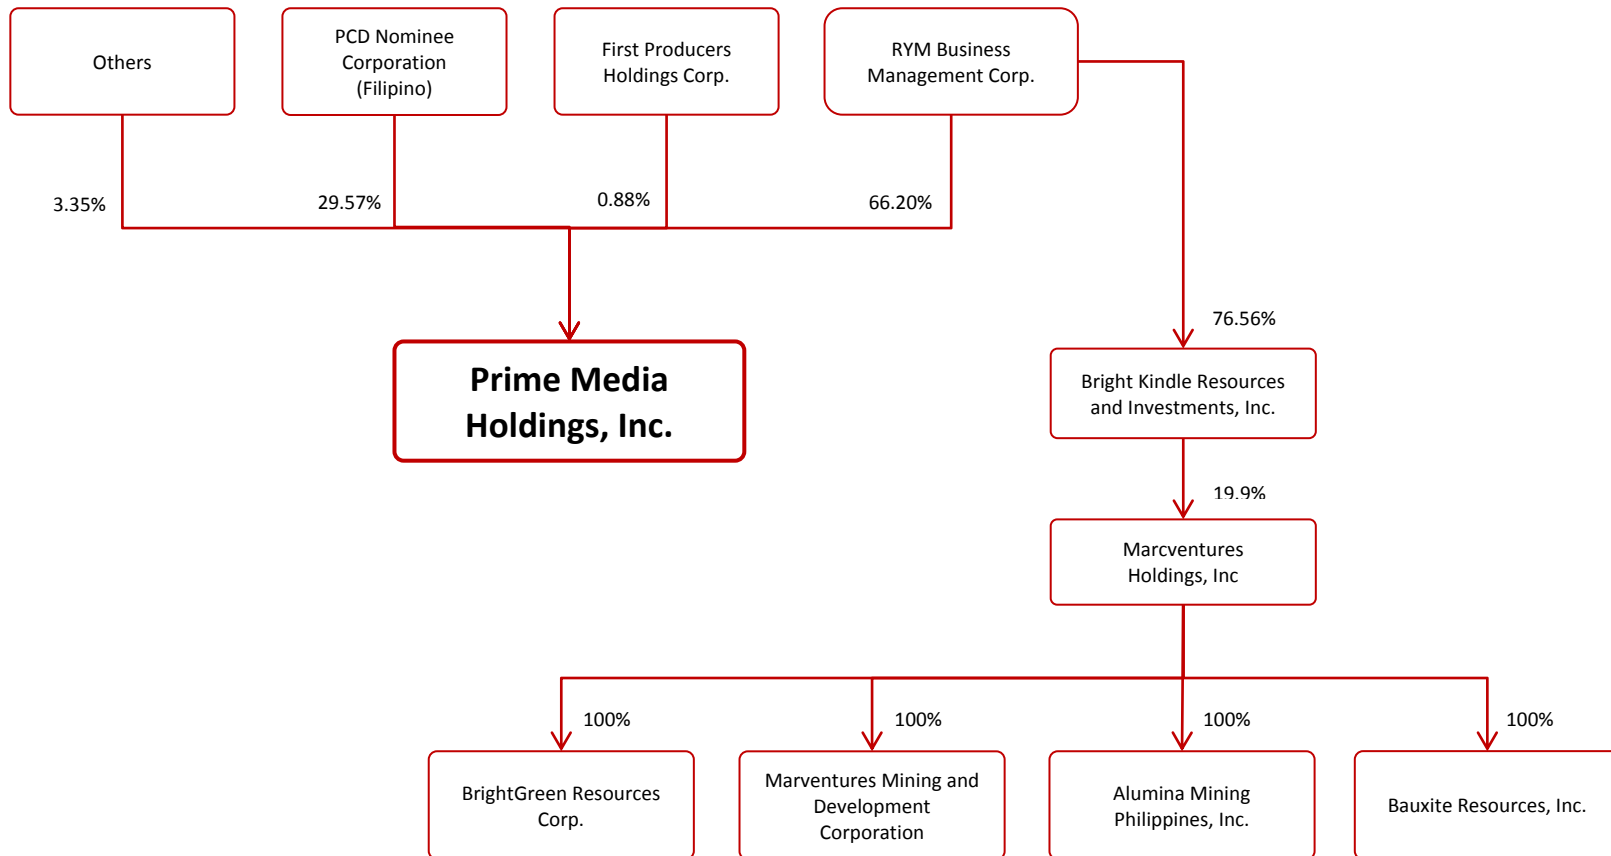 Others
PCD Nominee
Corporation
(Filipino)
First Producers
Holdings Corp.
RYM Business
Management Corp.
3.35%
29.57%
0.88%
66.20%
76.56%
Prime Media
Holdings, Inc.
Bright Kindle Resources
and Investments, Inc.
19.9%
Marcventures
Holdings, Inc
100%
100%
100%
100%
BrightGreen Resources
Corp.
Marventures Mining and
Development
Corporation
Alumina Mining
Philippines, Inc.
Bauxite Resources, Inc.